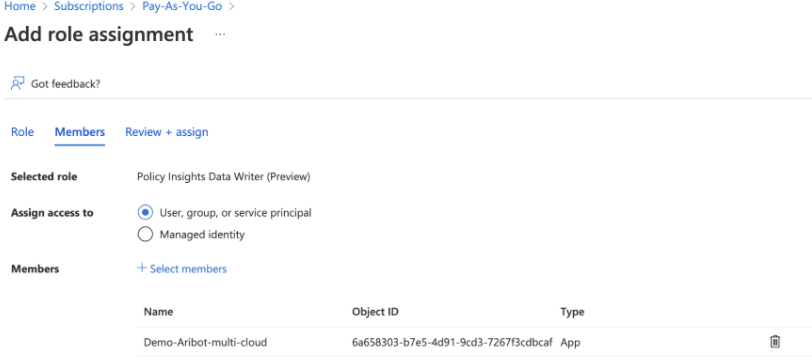 Home > Subscriptions > Pay-As-You-Go >
Add role assignment ...
Got feedback?
Role Members Review + assign
Selected role Policy Insights Data Writer (Preview)
Assign access to User, group, or service principal
Managed identity
Members + Select members
Name Object ID Type
Demo-Aribot-multi-cloud 6a658303-b7e5-4d91-9cd3-7267f3cdbcaf App